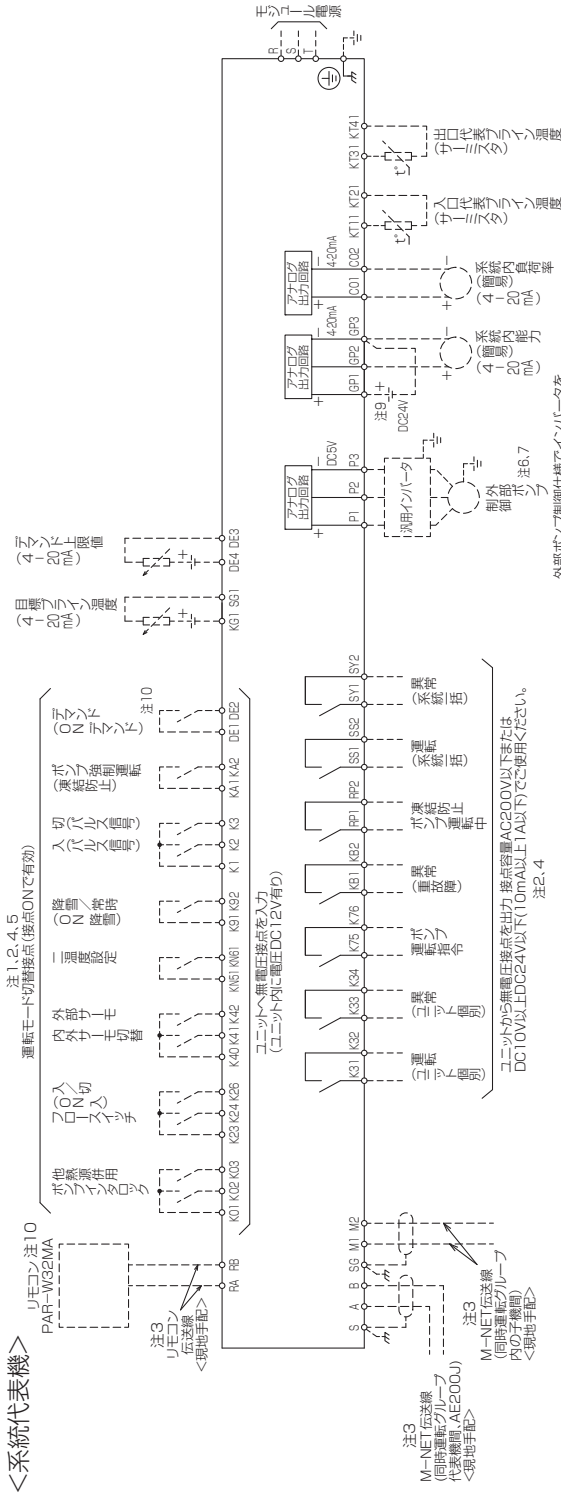 <系統代表機>
リモコン 注10
PAR-W32MA
注1、2、4、5
運転モード切替接点(接点ONで有効)
他熱源併用
ポンプインタロック
入/切
(ON 入)
フロースイッチ
外部サーモ
内外サーモ切替
二温度設定
降雪/常時
(ON 降雪)
切(パルス信号)
入(パルス信号)
ポンプ強制運転
(凍結防止)
デマンド
(ON デマンド)
注10
目標ブライン温度
(4-20mA)
デマンド上限値
(4-20mA)
モジュール電源
注3
リモコン
伝送線
<現地手配>
RA
RB
K01
K02
K03
K23
K24
K26
K40
K41
K42
KN51
KN61
K91
K92
K1
K2
K3
KA1
KA2
DE1
DE2
KG1
SG1
DE4
DE3
R
S
T
ユニットへ無電圧接点を入力
(ユニット内に電圧DC12V有り)
アナログ
出力回路
+
-
DC5V
アナログ
出力回路
+
-
4-20mA
アナログ
出力回路
+
-
4-20mA
S
A
B
SG
M1
M2
K31
K32
K33
K34
K75
K76
KB1
KB2
RP1
RP2
SS1
SS2
SY1
SY2
P1
P2
P3
GP1
GP2
GP3
CO1
CO2
KT11
KT21
KT31
KT41
注3
M-NET伝送線
(同時運転グループ
代表機間、AE200J)
<現地手配>
注3
M-NET伝送線
(同時運転グループ
内の子機間)
<現地手配>
運転
(ユニット個別)
異常
(ユニット個別)
ポンプ
運転指令
異常
(重故障)
凍結防止
ポンプ運転中
運転
(系統一括)
異常
(系統一括)
ユニットから無電圧接点を出力 接点容量AC200V以下または
DC10V以上DC24V以下(10mA以上1A以下)でご使用ください。
注2、4
汎用インバータ
外部ポンプ
制御
注6、7
外部ポンプ制御仕様でインバータを
注9
DC24V
系統内能力
(簡易)
(4-20mA)
系統内負荷率
(簡易)
(4-20mA)
t°
入口代表ブライン温度
(サーミスタ)
t°
出口代表ブライン温度
(サーミスタ)